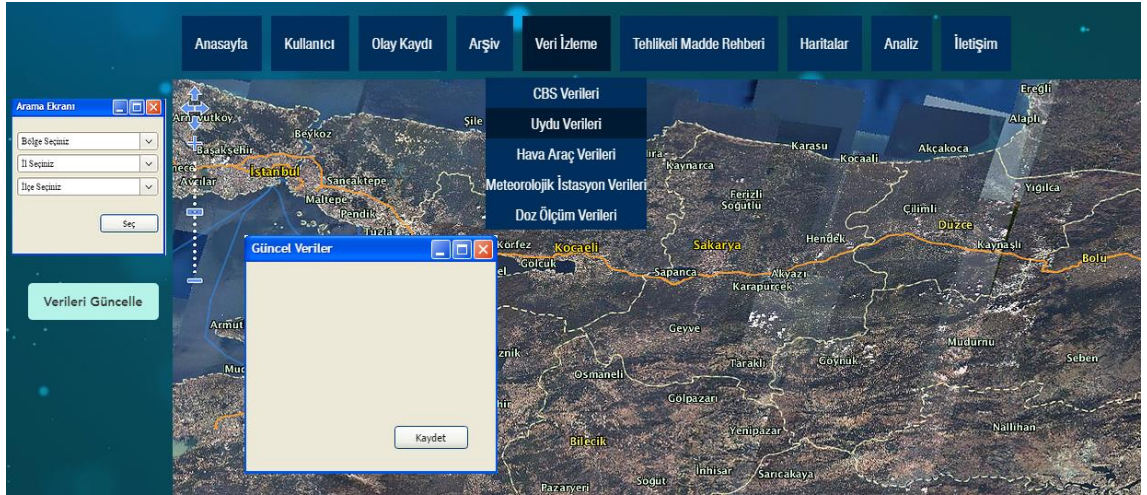 Anasayfa
Kullanıcı
Olay Kaydı
Arşiv
Veri İzleme
Tehlikeli Madde Rehberi
Haritalar
Analiz
İletişim
CBS Verileri
Uydu Verileri
Hava Araç Verileri
Meteorolojik İstasyon Verileri
Doz Ölçüm Verileri
Arama Ekranı
Bölge Seçiniz
İl Seçiniz
İlçe Seçiniz
Seç
Verileri Güncelle
Güncel Veriler
Kaydet
Ereğli
Alaplı
Beykoz
Şile
Başakşehir
Karasu
Kocaali
Akçakoca
Kaynarca
İstanbul
Sancaktepe
Avcılar
Maltepe
Pendik
Tuzla
Ferizli
Söğütlü
Yığılca
Çilimli
Düzce
Körfez
Kocaeli
Sakarya
Hendek
Kaynaşlı
Bolu
Gölcük
Sapanca
Akyazı
Karapürçek
Armut
Geyve
Mudurnu
Seben
Taraklı
Göynük
Osmaneli
Gölpazarı
Yenipazar
Nallıhan
Bilecik
İnhisar
Sarıcakaya
Söğüt
Pazaryeri